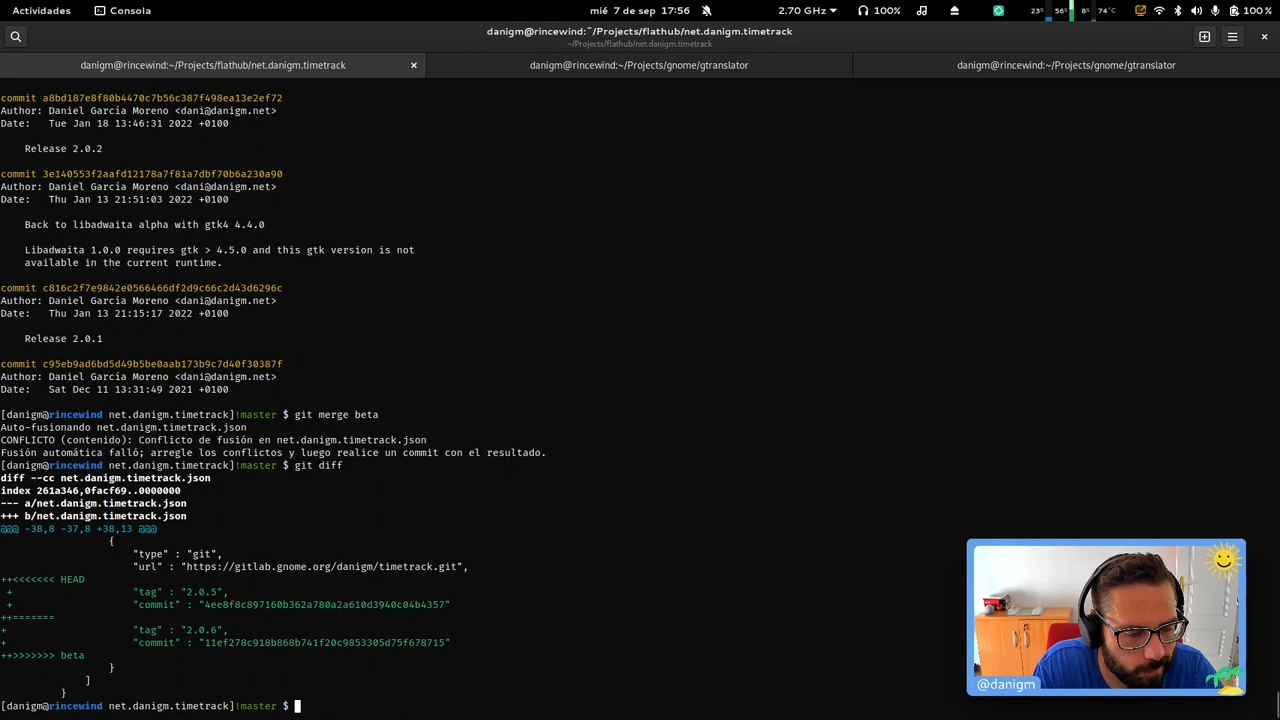 Actividades
Consola
mié 7 de sep 17:56
2.70 GHz
100%
23%
56%
8%
74°C
100 %
danigm@rincewind:~/Projects/flathub/net.danigm.timetrack
~/Projects/flathub/net.danigm.timetrack
danigm@rincewind:~/Projects/flathub/net.danigm.timetrack
danigm@rincewind:~/Projects/gnome/gtranslator
danigm@rincewind:~/Projects/gnome/gtranslator
commit a8bd187e8f80b4470c7b56c387f498ea13e2ef72
Author: Daniel Garcia Moreno <dani@danigm.net>
Date:   Tue Jan 18 13:46:31 2022 +0100
Release 2.0.2
commit 3e140553f2aafd12178a7f81a7dbf70b6a230a90
Author: Daniel Garcia Moreno <dani@danigm.net>
Date:   Thu Jan 13 21:51:03 2022 +0100
Back to libadwaita alpha with gtk4 4.4.0
Libadwaita 1.0.0 requires gtk > 4.5.0 and this gtk version is not
available in the current runtime.
commit c816c2f7e9842e0566466df2d9c66c2d43d6296c
Author: Daniel Garcia Moreno <dani@danigm.net>
Date:   Thu Jan 13 21:15:17 2022 +0100
Release 2.0.1
commit c95eb9ad6bd5d49b5be0aab173b9c7d40f30387f
Author: Daniel Garcia Moreno <dani@danigm.net>
Date:   Sat Dec 11 13:31:49 2021 +0100
[danigm@rincewind net.danigm.timetrack]!master $ git merge beta
Auto-fusionando net.danigm.timetrack.json
CONFLICTO (contenido): Conflicto de fusión en net.danigm.timetrack.json
Fusión automática falló; arregle los conflictos y luego realice un commit con el resultado.
[danigm@rincewind net.danigm.timetrack]!master $ git diff
diff --cc net.danigm.timetrack.json
index 261a346,0facf69..0000000
--- a/net.danigm.timetrack.json
+++ b/net.danigm.timetrack.json
@@@ -38,8 -37,8 +38,13 @@@
{
"type" : "git",
"url" : "https://gitlab.gnome.org/danigm/timetrack.git",
++<<<<<<< HEAD
+ "tag" : "2.0.5",
+ "commit" : "4ee8f8c897160b362a780a2a610d3940c04b4357"
++=======
+ "tag" : "2.0.6",
+ "commit" : "11ef278c918b868b741f20c9853305d75f678715"
++>>>>>>> beta
}
]
}
[danigm@rincewind net.danigm.timetrack]!master $
@danigm